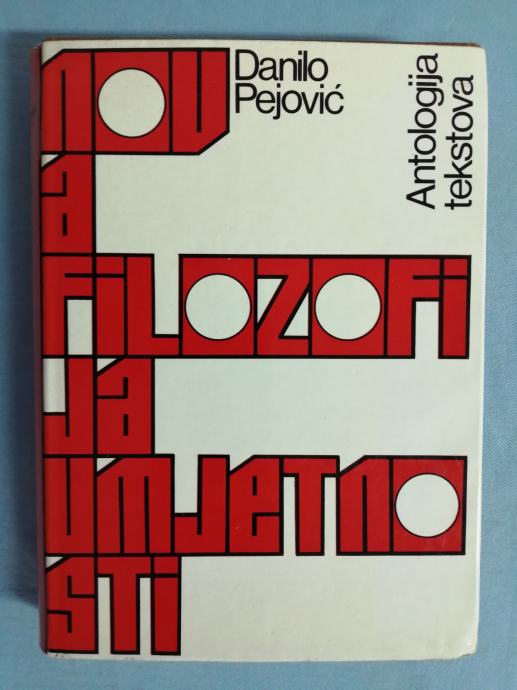 Danilo
Pejović
Antologija
tekstova
nov
a
filozofi
ja
umjetno
sti